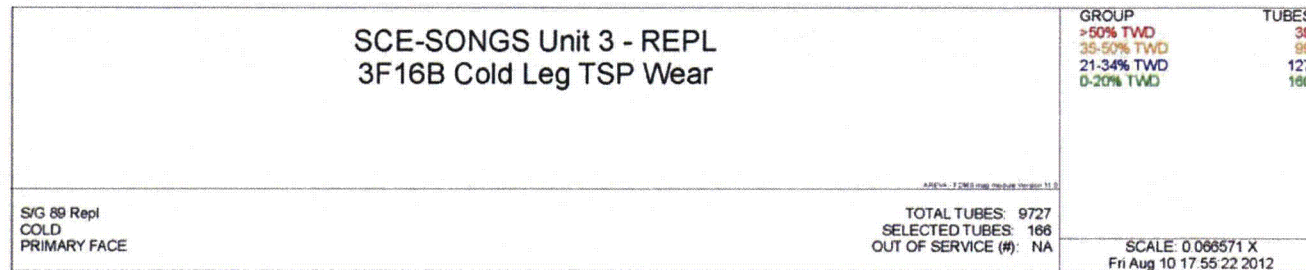 SCE-SONGS Unit 3 - REPL
3F16B Cold Leg TSP Wear
GROUP TUBES
>50% TWD
35-50% TWD
21-34% TWD 127
0-20% TWD 166
S/G 89 Repl
COLD
PRIMARY FACE
TOTAL TUBES: 9727
SELECTED TUBES: 166
OUT OF SERVICE (#): NA
SCALE: 0.066571 X
Fri Aug 10 17:55:22 2012